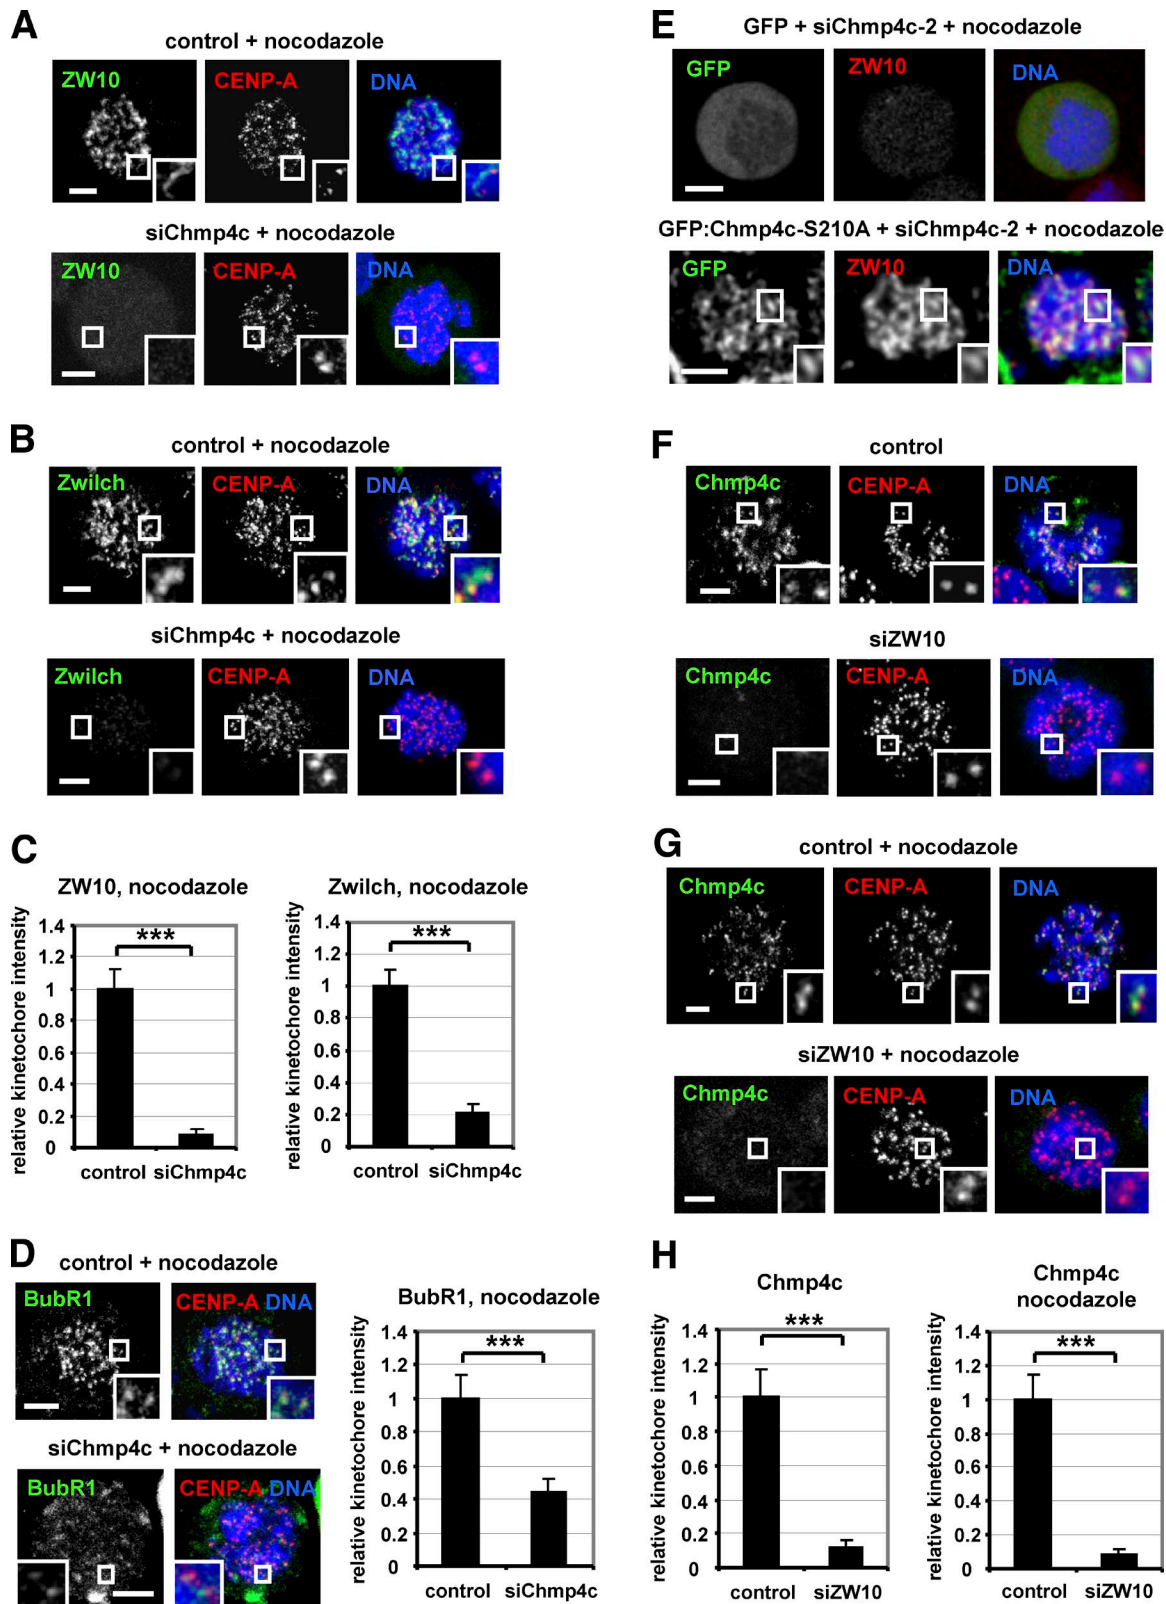 A
control + nocodazole
ZW10 CENP-A DNA
siChmp4c + nocodazole
ZW10 CENP-A DNA
B
control + nocodazole
Zwilch CENP-A DNA
siChmp4c + nocodazole
Zwilch CENP-A DNA
C
ZW10, nocodazole
relative kinetochore intensity
1.4
1.2
1
0.8
0.6
0.4
0.2
0
***
control siChmp4c
Zwilch, nocodazole
relative kinetochore intensity
1.4
1.2
1
0.8
0.6
0.4
0.2
0
***
control siChmp4c
D
control + nocodazole
BubR1 CENP-A DNA
siChmp4c + nocodazole
BubR1 CENP-A DNA
BubR1, nocodazole
relative kinetochore intensity
1.4
1.2
1
0.8
0.6
0.4
0.2
0
***
control siChmp4c
E
GFP + siChmp4c-2 + nocodazole
GFP ZW10 DNA
GFP:Chmp4c-S210A + siChmp4c-2 + nocodazole
GFP ZW10 DNA
F
control
Chmp4c CENP-A DNA
siZW10
Chmp4c CENP-A DNA
G
control + nocodazole
Chmp4c CENP-A DNA
siZW10 + nocodazole
Chmp4c CENP-A DNA
H
Chmp4c
relative kinetochore intensity
1.4
1.2
1
0.8
0.6
0.4
0.2
0
***
control siZW10
Chmp4c
nocodazole
relative kinetochore intensity
1.4
1.2
1
0.8
0.6
0.4
0.2
0
***
control siZW10